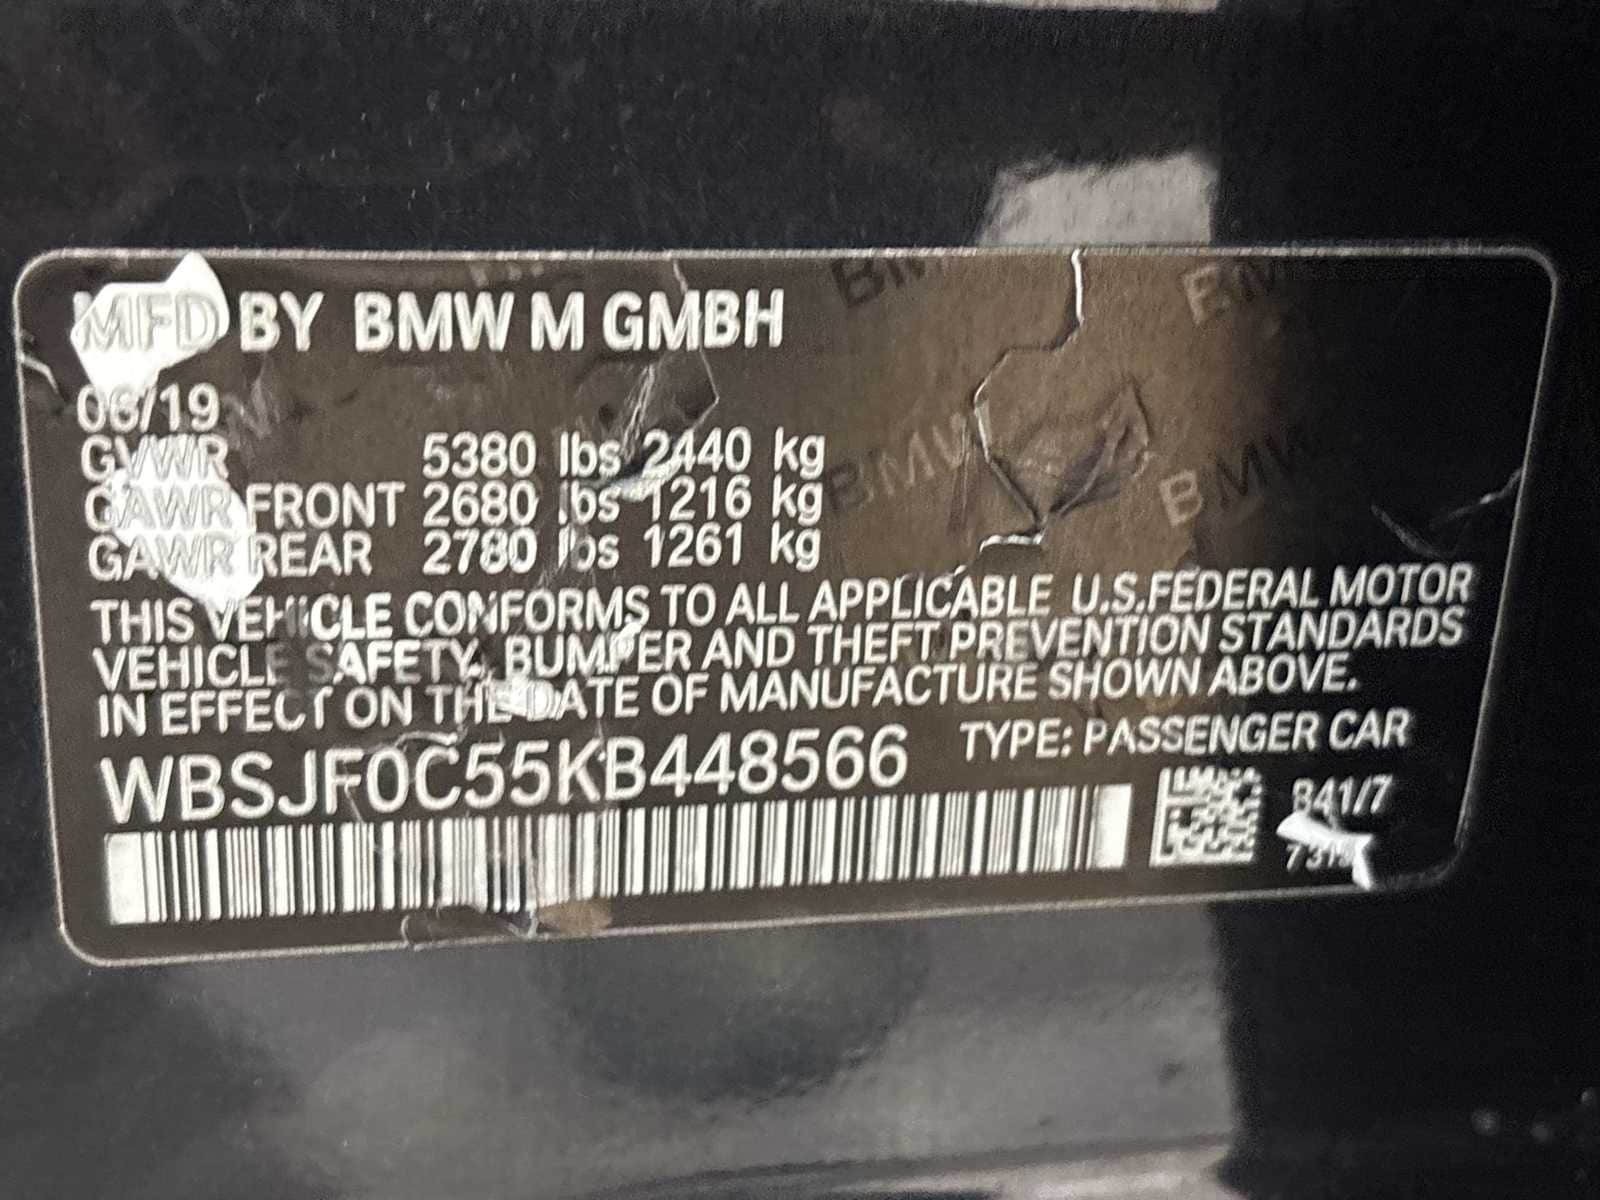 MFD BY BMW M GMBH
06/19
GVWR 5380 lbs 2440 kg
GAWR FRONT 2680 lbs 1216 kg
GAWR REAR 2780 lbs 1261 kg
THIS VEHICLE CONFORMS TO ALL APPLICABLE U.S.FEDERAL MOTOR
VEHICLE SAFETY, BUMPER AND THEFT PREVENTION STANDARDS
IN EFFECT ON THE DATE OF MANUFACTURE SHOWN ABOVE.
WBSJF0C55KB448566 TYPE: PASSENGER CAR
B41/7